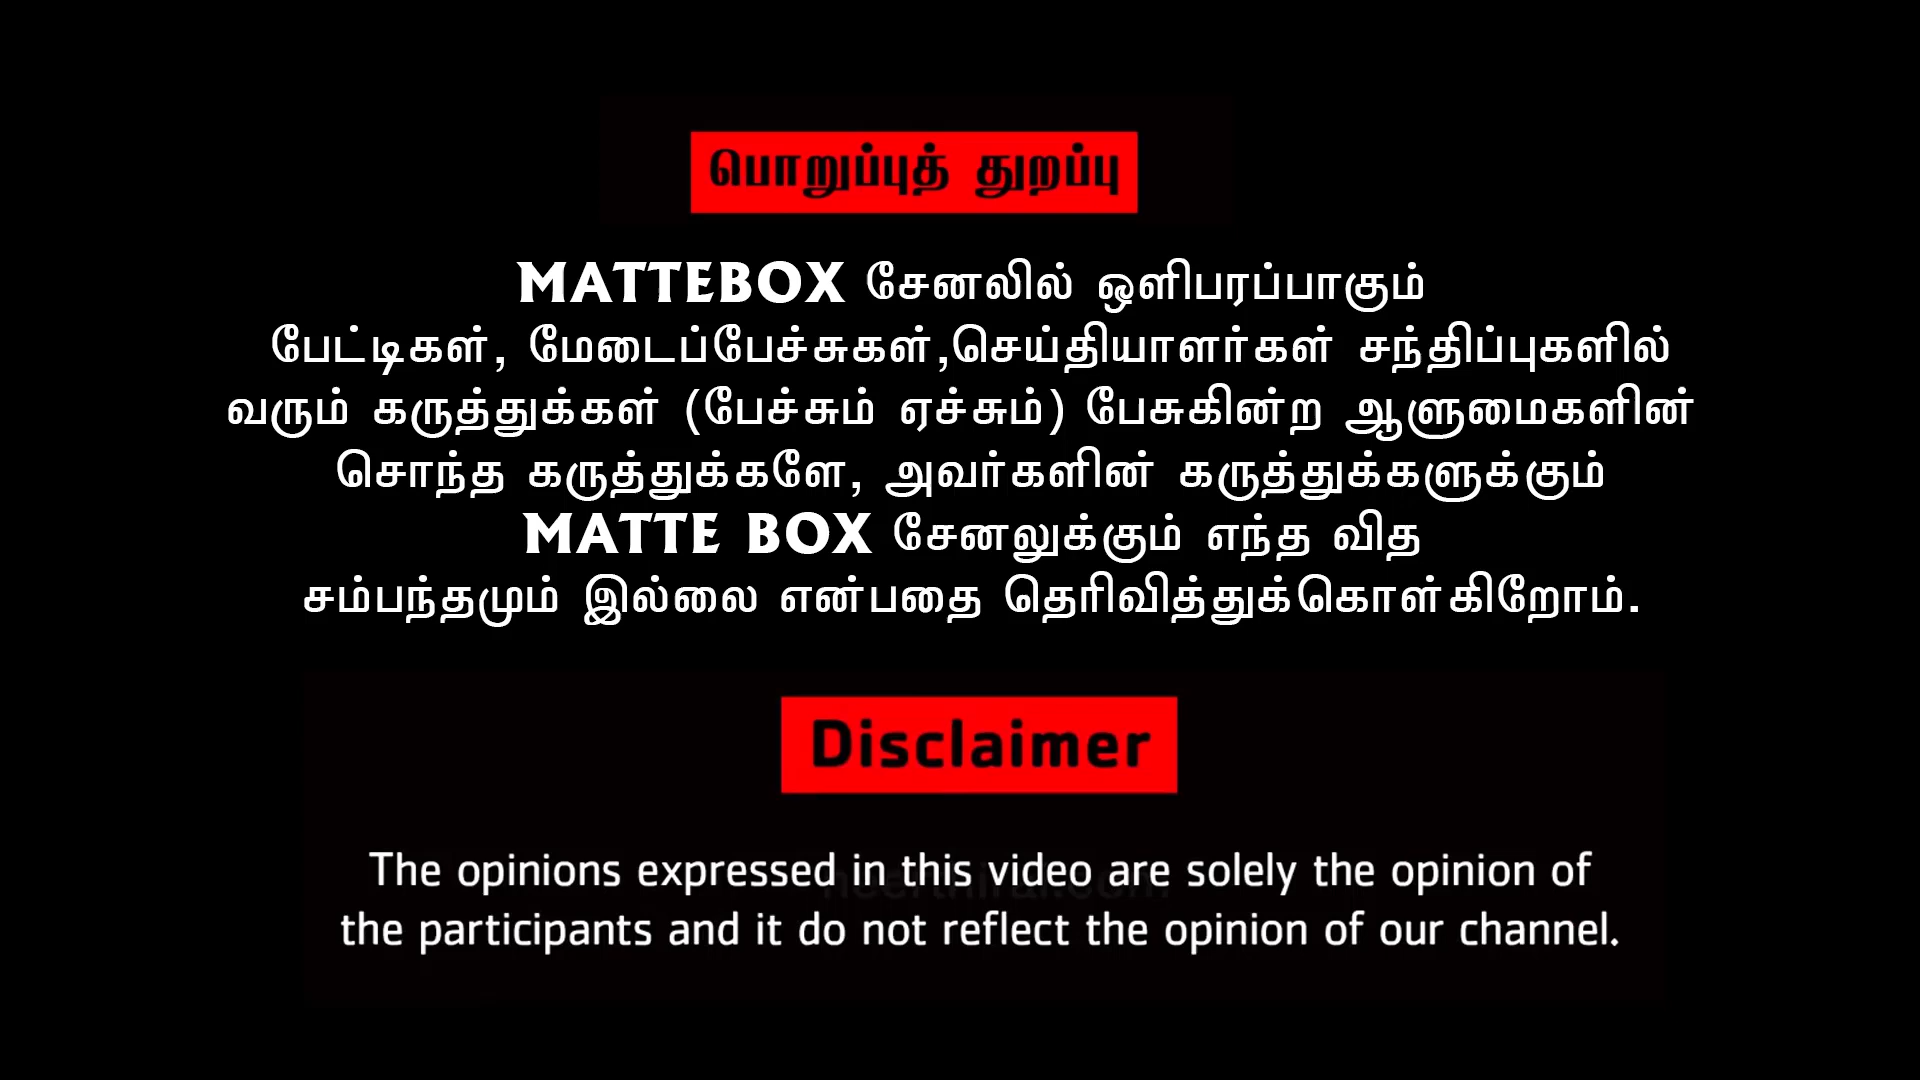 பொறுப்புத் துறப்பு
MATTEBOX சேனலில் ஒளிபரப்பாகும்
பேட்டிகள், மேடைப்பேச்சுகள்,செய்தியாளர்கள் சந்திப்புகளில்
வரும் கருத்துக்கள் (பேச்சும் ஏச்சும்) பேசுகின்ற ஆளுமைகளின்
சொந்த கருத்துக்களே, அவர்களின் கருத்துக்களுக்கும்
MATTE BOX சேனலுக்கும் எந்த வித
சம்பந்தமும் இல்லை என்பதை தெரிவித்துக்கொள்கிறோம்.
Disclaimer
The opinions expressed in this video are solely the opinion of
the participants and it do not reflect the opinion of our channel.